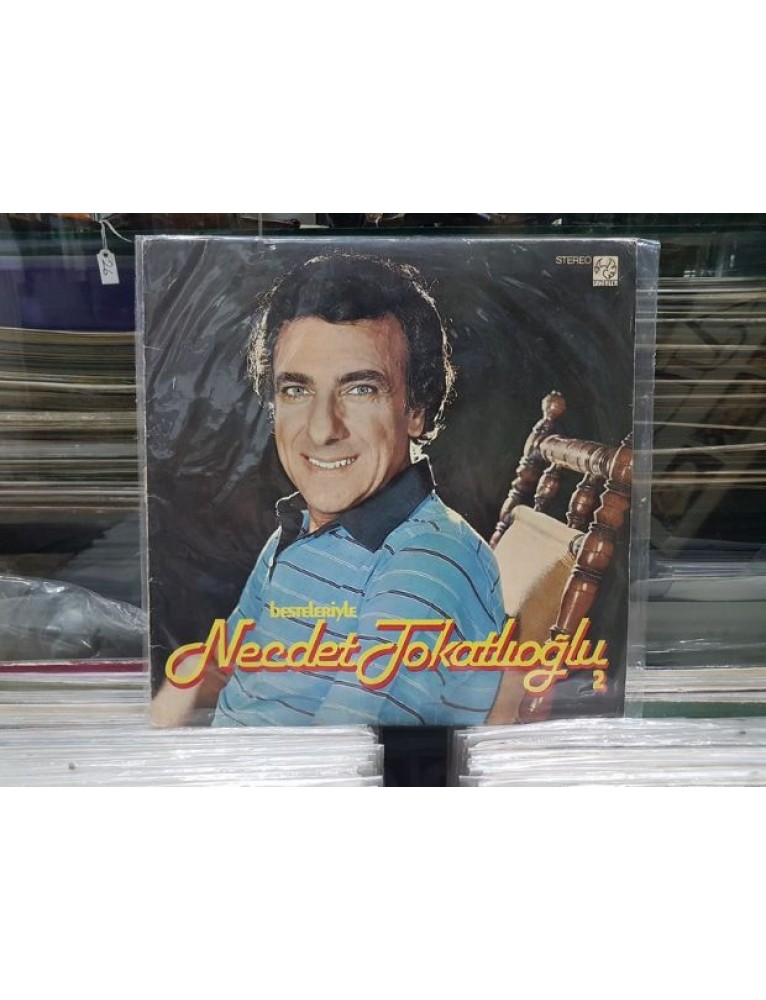 STEREO
besteleriyle
Necdet Tokatlıoğlu
2